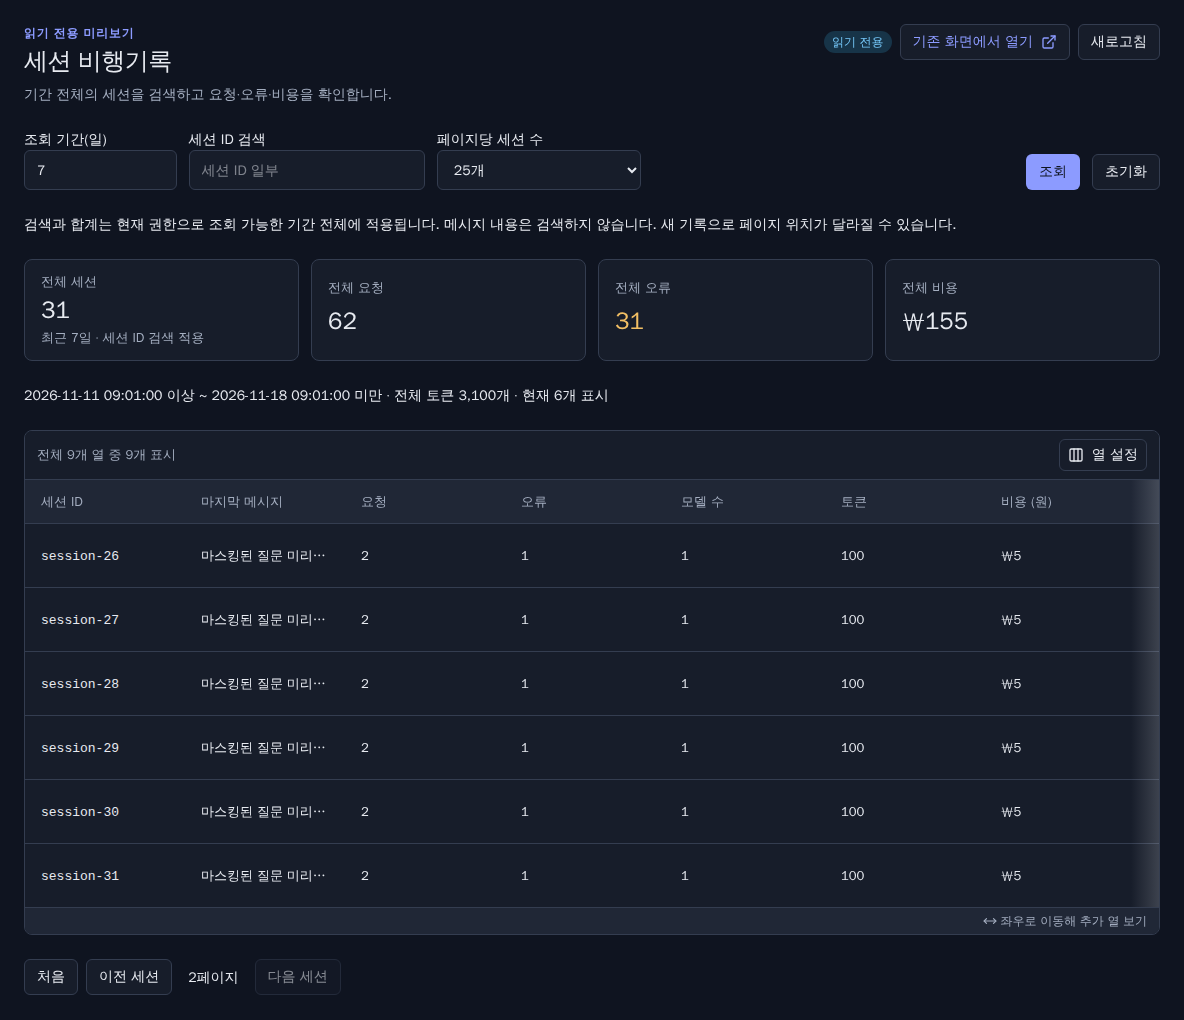 읽기 전용 미리보기
세션 비행기록
기간 전체의 세션을 검색하고 요청·오류·비용을 확인합니다.
읽기 전용
기존 화면에서 열기
새로고침
조회 기간(일)
세션 ID 검색
페이지당 세션 수
7
세션 ID 일부
25개
조회
초기화
검색과 합계는 현재 권한으로 조회 가능한 기간 전체에 적용됩니다. 메시지 내용은 검색하지 않습니다. 새 기록으로 페이지 위치가 달라질 수 있습니다.
전체 세션
31
최근 7일 · 세션 ID 검색 적용
전체 요청
62
전체 오류
31
전체 비용
₩155
2026-11-11 09:01:00 이상 ~ 2026-11-18 09:01:00 미만 · 전체 토큰 3,100개 · 현재 6개 표시
전체 9개 열 중 9개 표시
열 설정
세션 ID 마지막 메시지 요청 오류 모델 수 토큰 비용 (원)
session-26 마스킹된 질문 미리… 2 1 1 100 ₩5
session-27 마스킹된 질문 미리… 2 1 1 100 ₩5
session-28 마스킹된 질문 미리… 2 1 1 100 ₩5
session-29 마스킹된 질문 미리… 2 1 1 100 ₩5
session-30 마스킹된 질문 미리… 2 1 1 100 ₩5
session-31 마스킹된 질문 미리… 2 1 1 100 ₩5
↔ 좌우로 이동해 추가 열 보기
처음
이전 세션
2페이지
다음 세션